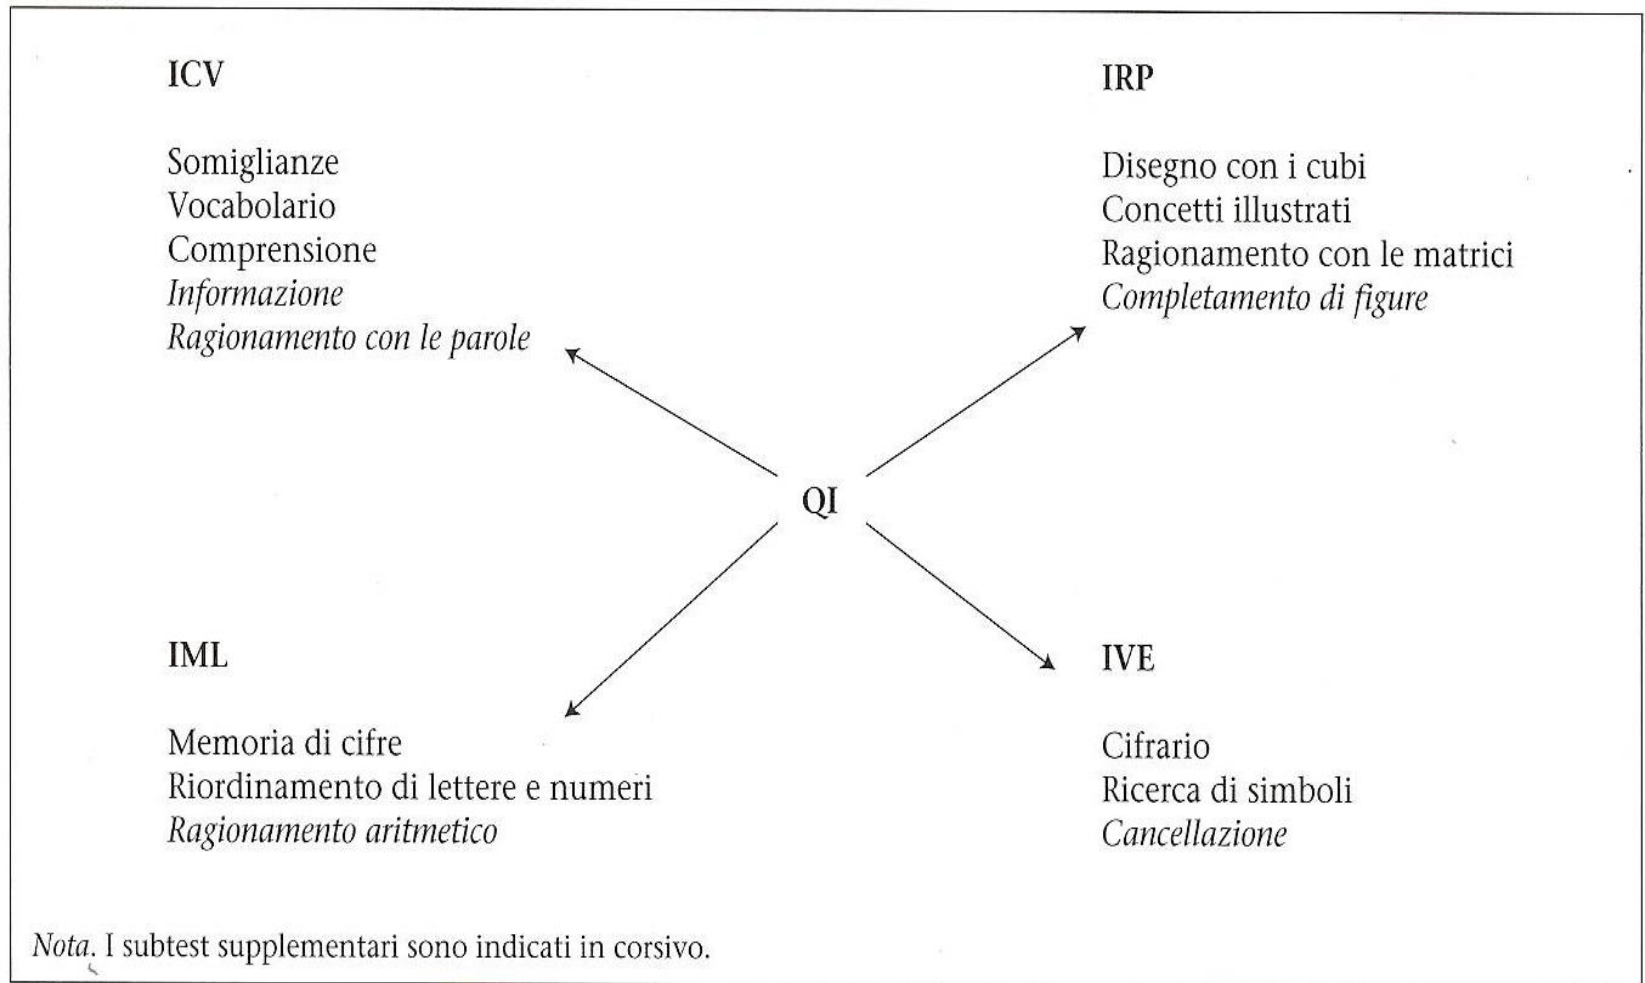 ICV
Somiglianze
Vocabolario
Comprensione
Informazione
Ragionamento con le parole
IRP
Disegno con i cubi
Concetti illustrati
Ragionamento con le matrici
Completamento di figure
QI
IML
Memoria di cifre
Riordinamento di lettere e numeri
Ragionamento aritmetico
IVE
Cifrario
Ricerca di simboli
Cancellazione
Nota. I subtest supplementari sono indicati in corsivo.